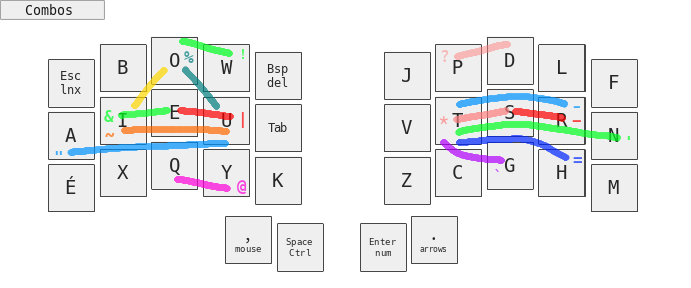 Combos
B O % W ! ? P D L
Esc lnx Bsp del J F
& I E U | * T S R – -
A ~ Tab V N '
" X Q Y @ K Z C ` G H =
É M
, mouse . arrows
Space Ctrl Enter num